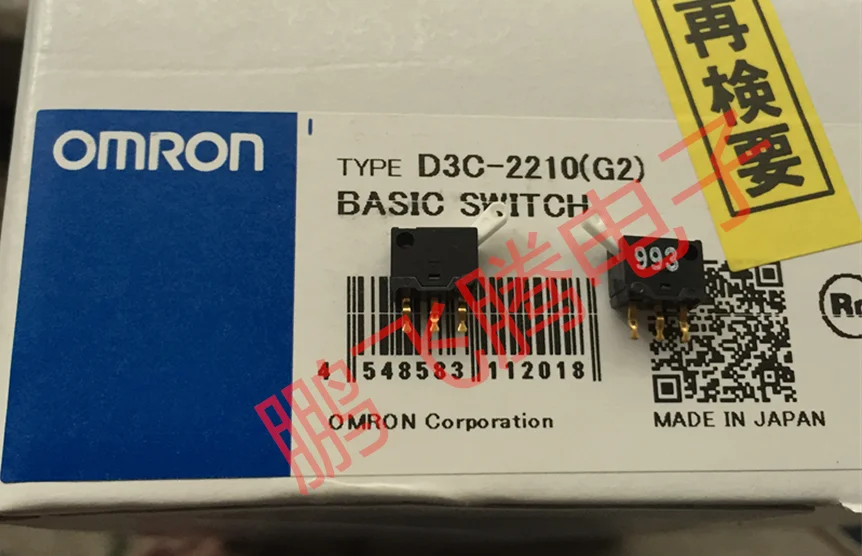 再検要
OMRON
TYPE D3C-2210(G2)
BASIC SWITCH
993
4 548583 112018
OMRON Corporation
MADE IN JAPAN
鹏飞腾电子